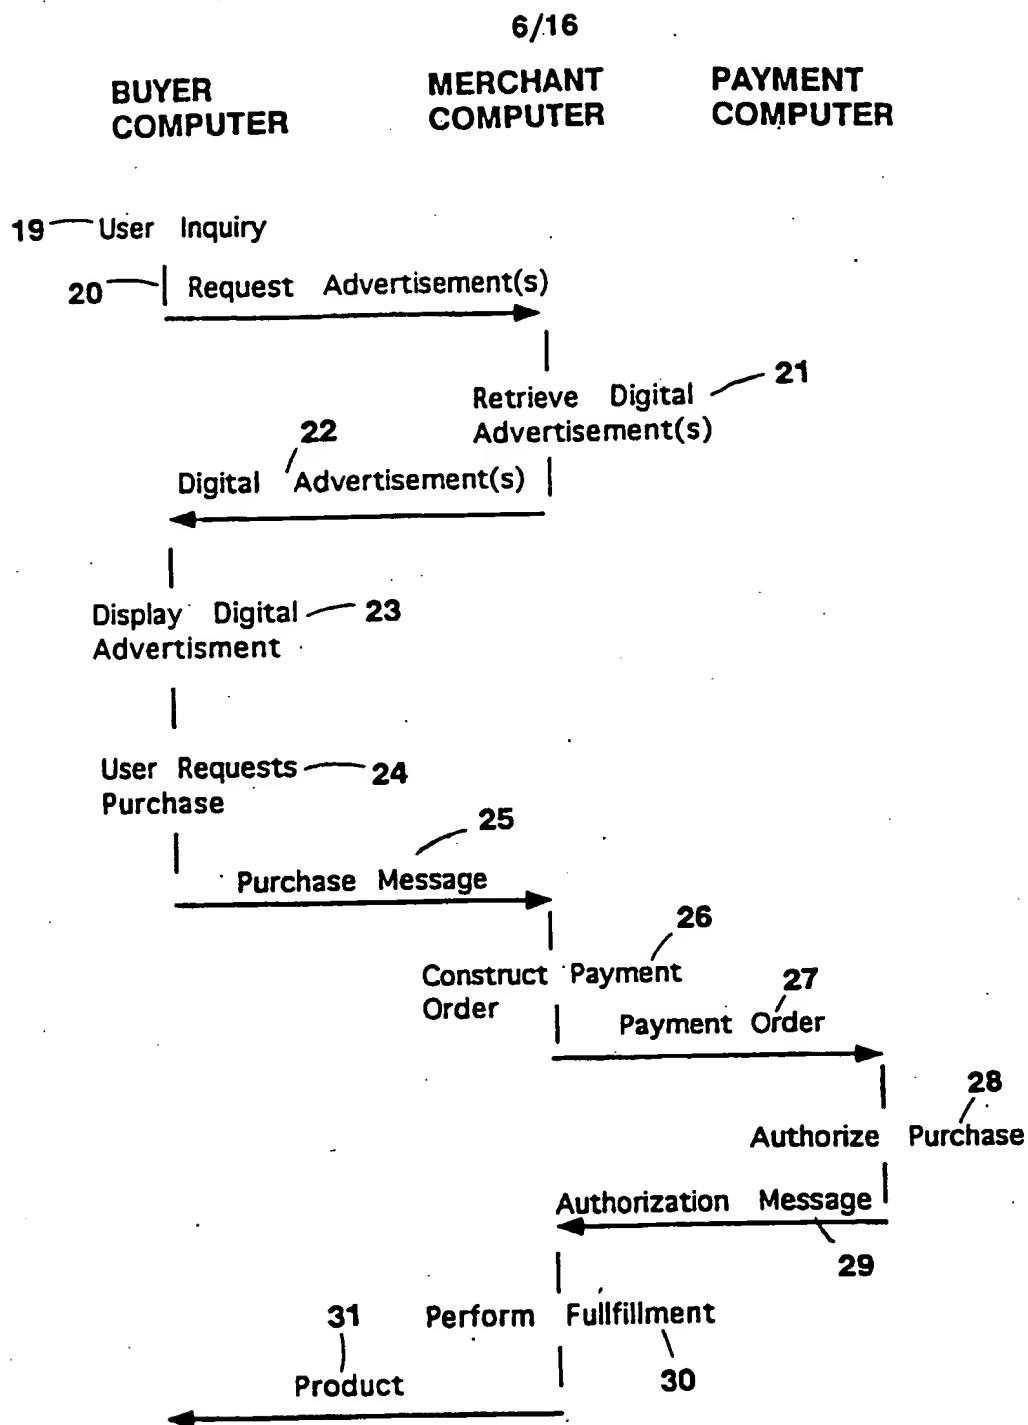 6/16
BUYER
COMPUTER
MERCHANT
COMPUTER
PAYMENT
COMPUTER
19 User Inquiry
20 Request Advertisement(s)
21
Retrieve Digital
Advertisement(s)
22
Digital Advertisement(s)
Display Digital 23
Advertisment
User Requests 24
Purchase
25
Purchase Message
26
Construct Payment
Order
27
Payment Order
28
Authorize Purchase
Authorization Message
29
31
Perform Fullfillment
30
Product